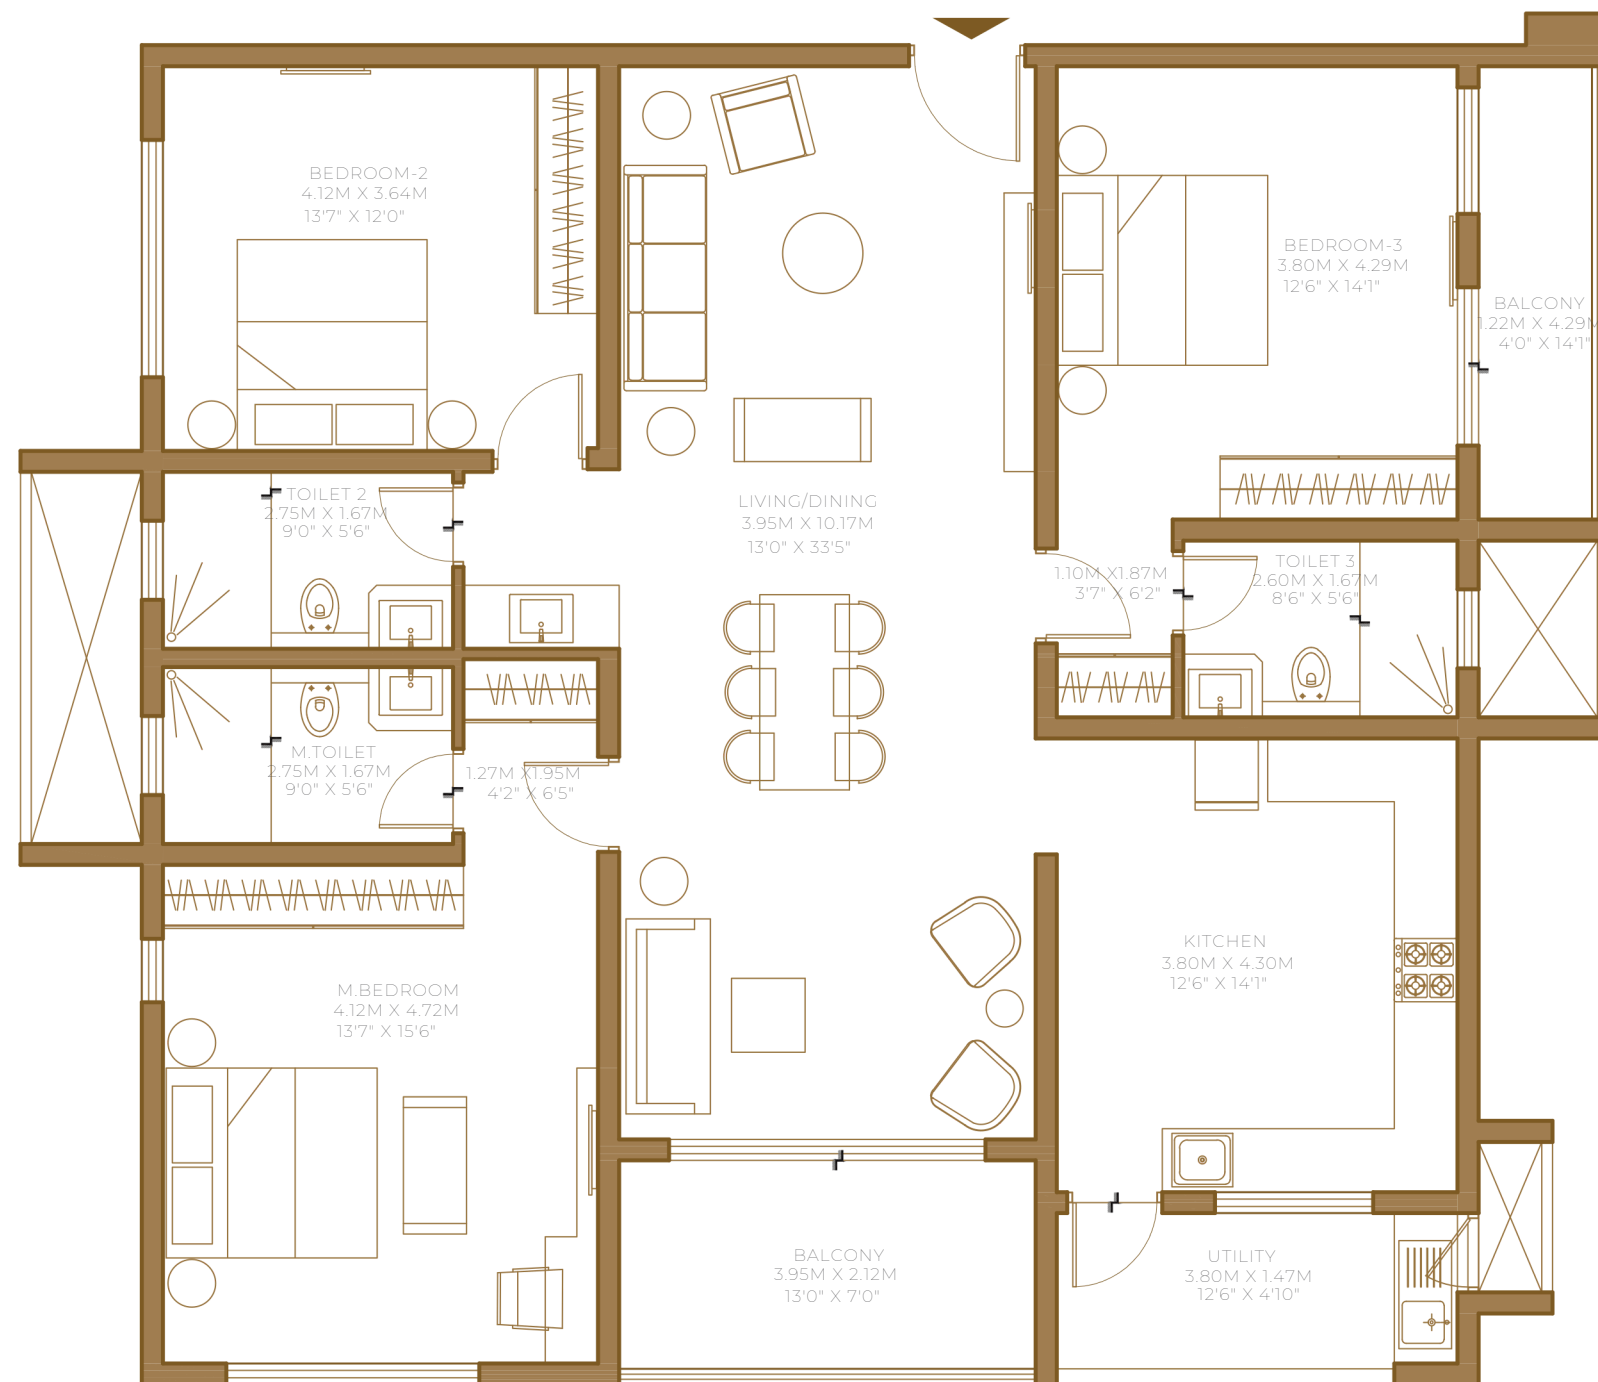 BEDROOM-2
4.12M X 3.64M
13'7" X 12'0"
BEDROOM-3
3.80M X 4.29M
12'6" X 14'1"
BALCONY
1.22M X 4.29M
4'0" X 14'1"
TOILET 2
2.75M X 1.67M
9'0" X 5'6"
LIVING/DINING
3.95M X 10.17M
13'0" X 33'5"
1.10M X1.87M
3'7" X 6'2"
TOILET 3
2.60M X 1.67M
8'6" X 5'6"
M.TOILET
2.75M X 1.67M
9'0" X 5'6"
1.27M X1.95M
4'2" X 6'5"
KITCHEN
3.80M X 4.30M
12'6" X 14'1"
M.BEDROOM
4.12M X 4.72M
13'7" X 15'6"
BALCONY
3.95M X 2.12M
13'0" X 7'0"
UTILITY
3.80M X 1.47M
12'6" X 4'10"